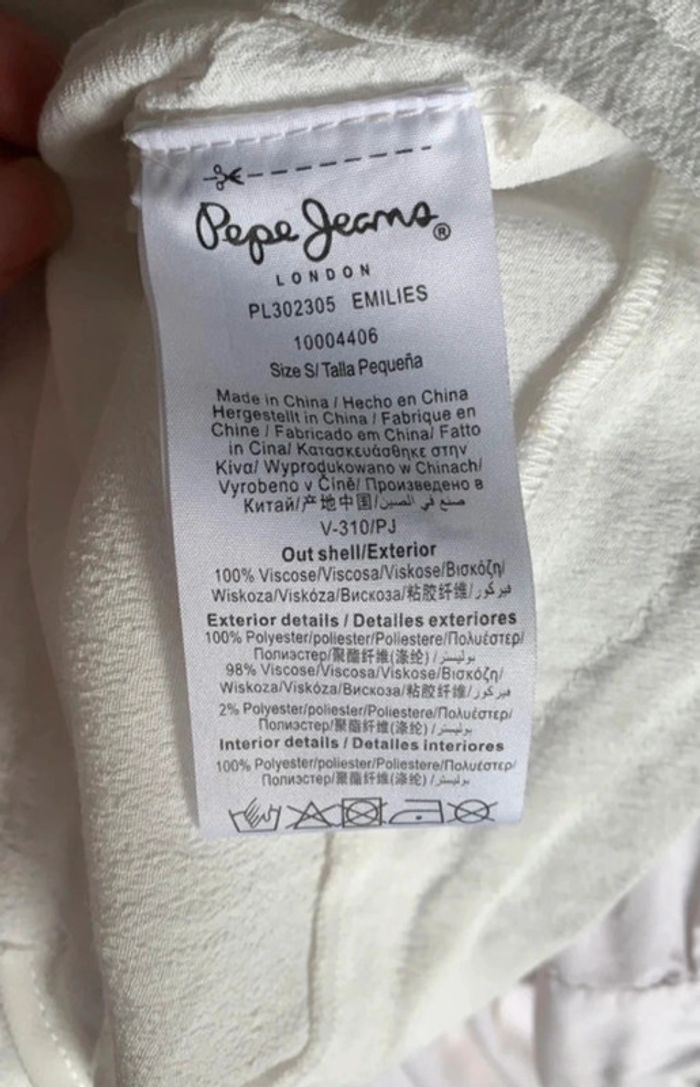 Pepe Jeans®
LONDON
PL302305 EMILIES
10004406
Size S/ Talla Pequeña
Made in China / Hecho en China
Hergestellt in China / Fabrique en
Chine / Fabricado em China/ Fatto
in Cina/ Κατασκευάσθηκε στην
Κίνα/ Wyprodukowano w Chinach/
Vyrobeno v Číně/ Произведено в
Китай/产地中国/صنع في الصين
V-310/PJ
Out shell/Exterior
100% Viscose/Viscosa/Viskose/Βισκόζη/
Wiskoza/Viskóza/Вискоза/粘胶纤维/فيركور/
Exterior details / Detalles exteriores
100% Polyester/poliester/Poliestere/Πολυέστερ/
Полиэстер/聚酯纤维(涤纶) /بوليستر/
98% Viscose/Viscosa/Viskose/Βισκόζη/
Wiskoza/Viskóza/Вискоза/粘胶纤维/فيركور/
2% Polyester/poliester/Poliestere/Πολυέστερ/
Полиэстер/聚酯纤维(涤纶) /بوليستر/
Interior details / Detalles interiores
100% Polyester/poliester/Poliestere/Πολυέστερ/
Полиэстер/聚酯纤维(涤纶) /بوليستر/